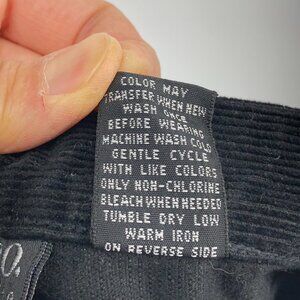 COLOR MAY
TRANSFER WHEN NEW
WASH ONCE
BEFORE WEARING
MACHINE WASH COLD
GENTLE CYCLE
WITH LIKE COLORS
ONLY NON-CHLORINE
BLEACH WHEN NEEDED
TUMBLE DRY LOW
WARM IRON
ON REVERSE SIDE
O.